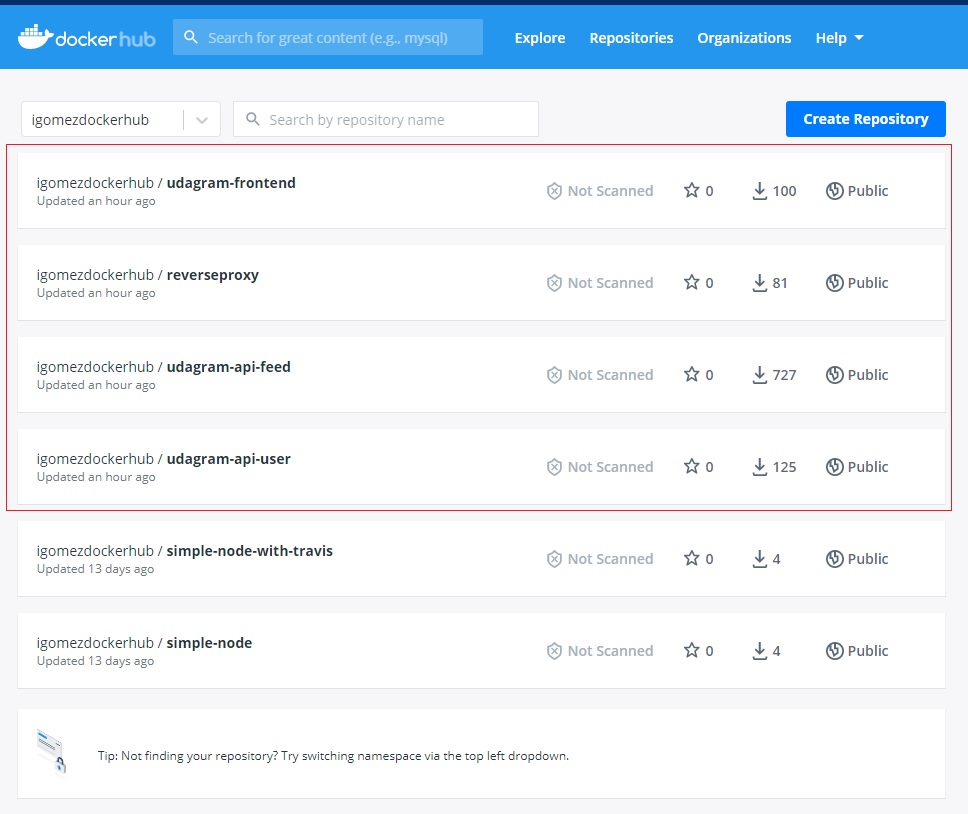 dockerhub
Search for great content (e.g., mysql)
Explore
Repositories
Organizations
Help
igomezdockerhub
Search by repository name
Create Repository
igomezdockerhub / udagram-frontend
Updated an hour ago
Not Scanned
0
100
Public
igomezdockerhub / reverseproxy
Updated an hour ago
Not Scanned
0
81
Public
igomezdockerhub / udagram-api-feed
Updated an hour ago
Not Scanned
0
727
Public
igomezdockerhub / udagram-api-user
Updated an hour ago
Not Scanned
0
125
Public
igomezdockerhub / simple-node-with-travis
Updated 13 days ago
Not Scanned
0
4
Public
igomezdockerhub / simple-node
Updated 13 days ago
Not Scanned
0
4
Public
Tip: Not finding your repository? Try switching namespace via the top left dropdown.